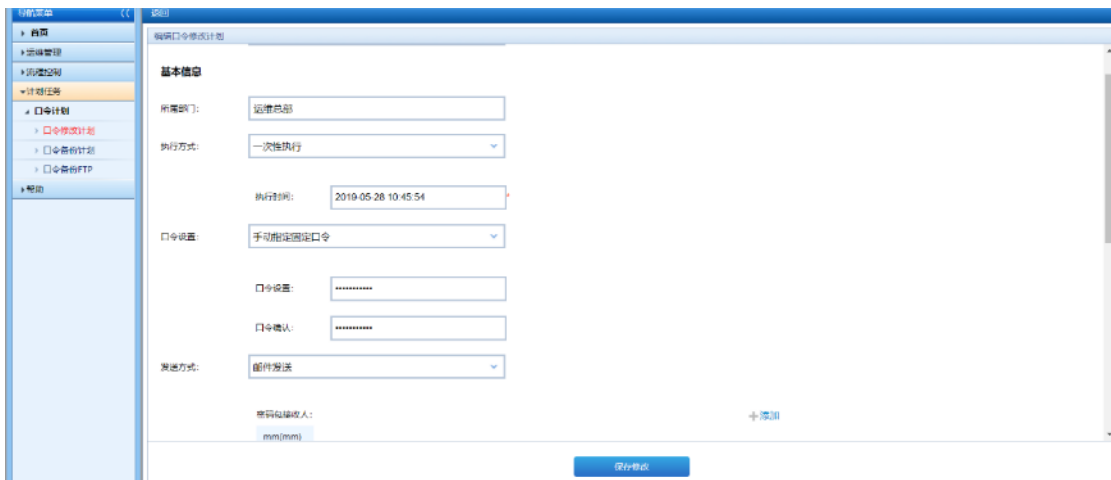 导航菜单 返回
首页
编辑口令修改计划
运维管理
流程控制
基本信息
计划任务
口令计划
所属部门: 运维总部
口令修改计划
口令备份计划
执行方式: 一次性执行
口令备份FTP
帮助
执行时间: 2019-05-28 10:45:54 *
口令设置: 手动指定固定口令
口令设置: •••••••••••
口令确认: •••••••••••
发送方式: 邮件发送
密码包接收人: 添加
mm(mm)
保存修改